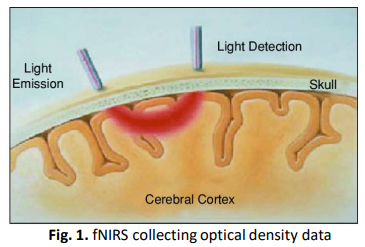 Light Detection
Light
Emission
Skull
Cerebral Cortex
Fig. 1. fNIRS collecting optical density data